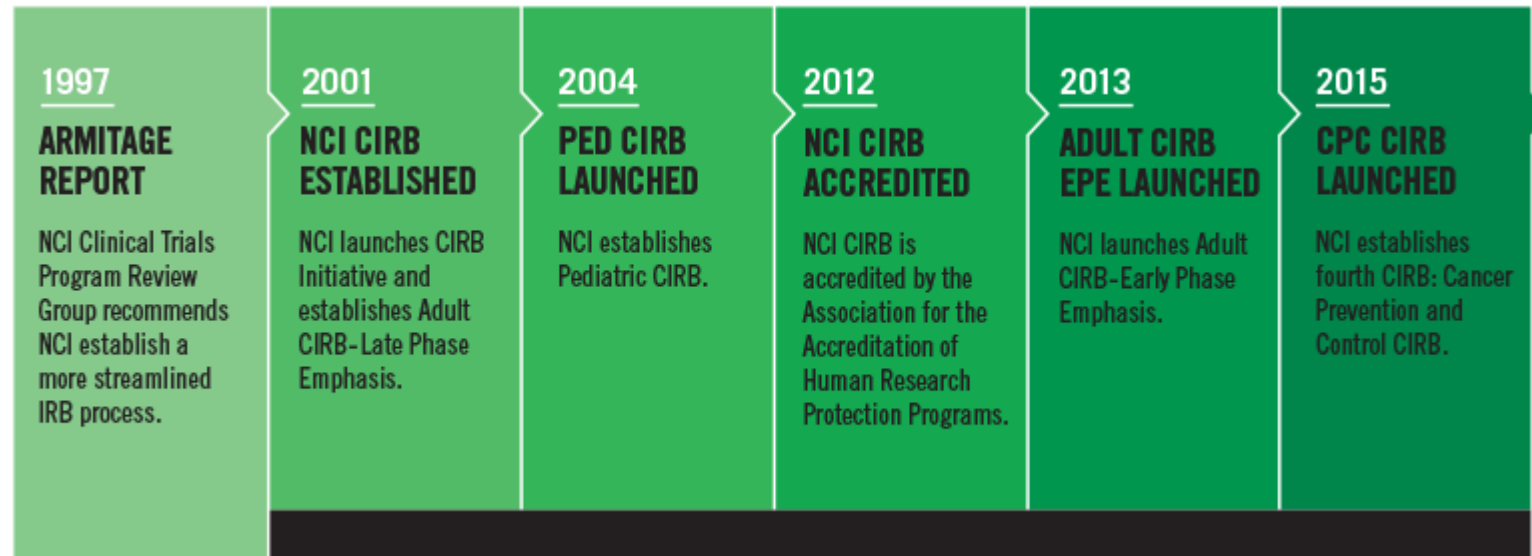 1997
ARMITAGE
REPORT
NCI Clinical Trials
Program Review
Group recommends
NCI establish a
more streamlined
IRB process.
2001
NCI CIRB
ESTABLISHED
NCI launches CIRB
Initiative and
establishes Adult
CIRB-Late Phase
Emphasis.
2004
PED CIRB
LAUNCHED
NCI establishes
Pediatric CIRB.
2012
NCI CIRB
ACCREDITED
NCI CIRB is
accredited by the
Association for the
Accreditation of
Human Research
Protection Programs.
2013
ADULT CIRB
EPE LAUNCHED
NCI launches Adult
CIRB-Early Phase
Emphasis.
2015
CPC CIRB
LAUNCHED
NCI establishes
fourth CIRB: Cancer
Prevention and
Control CIRB.